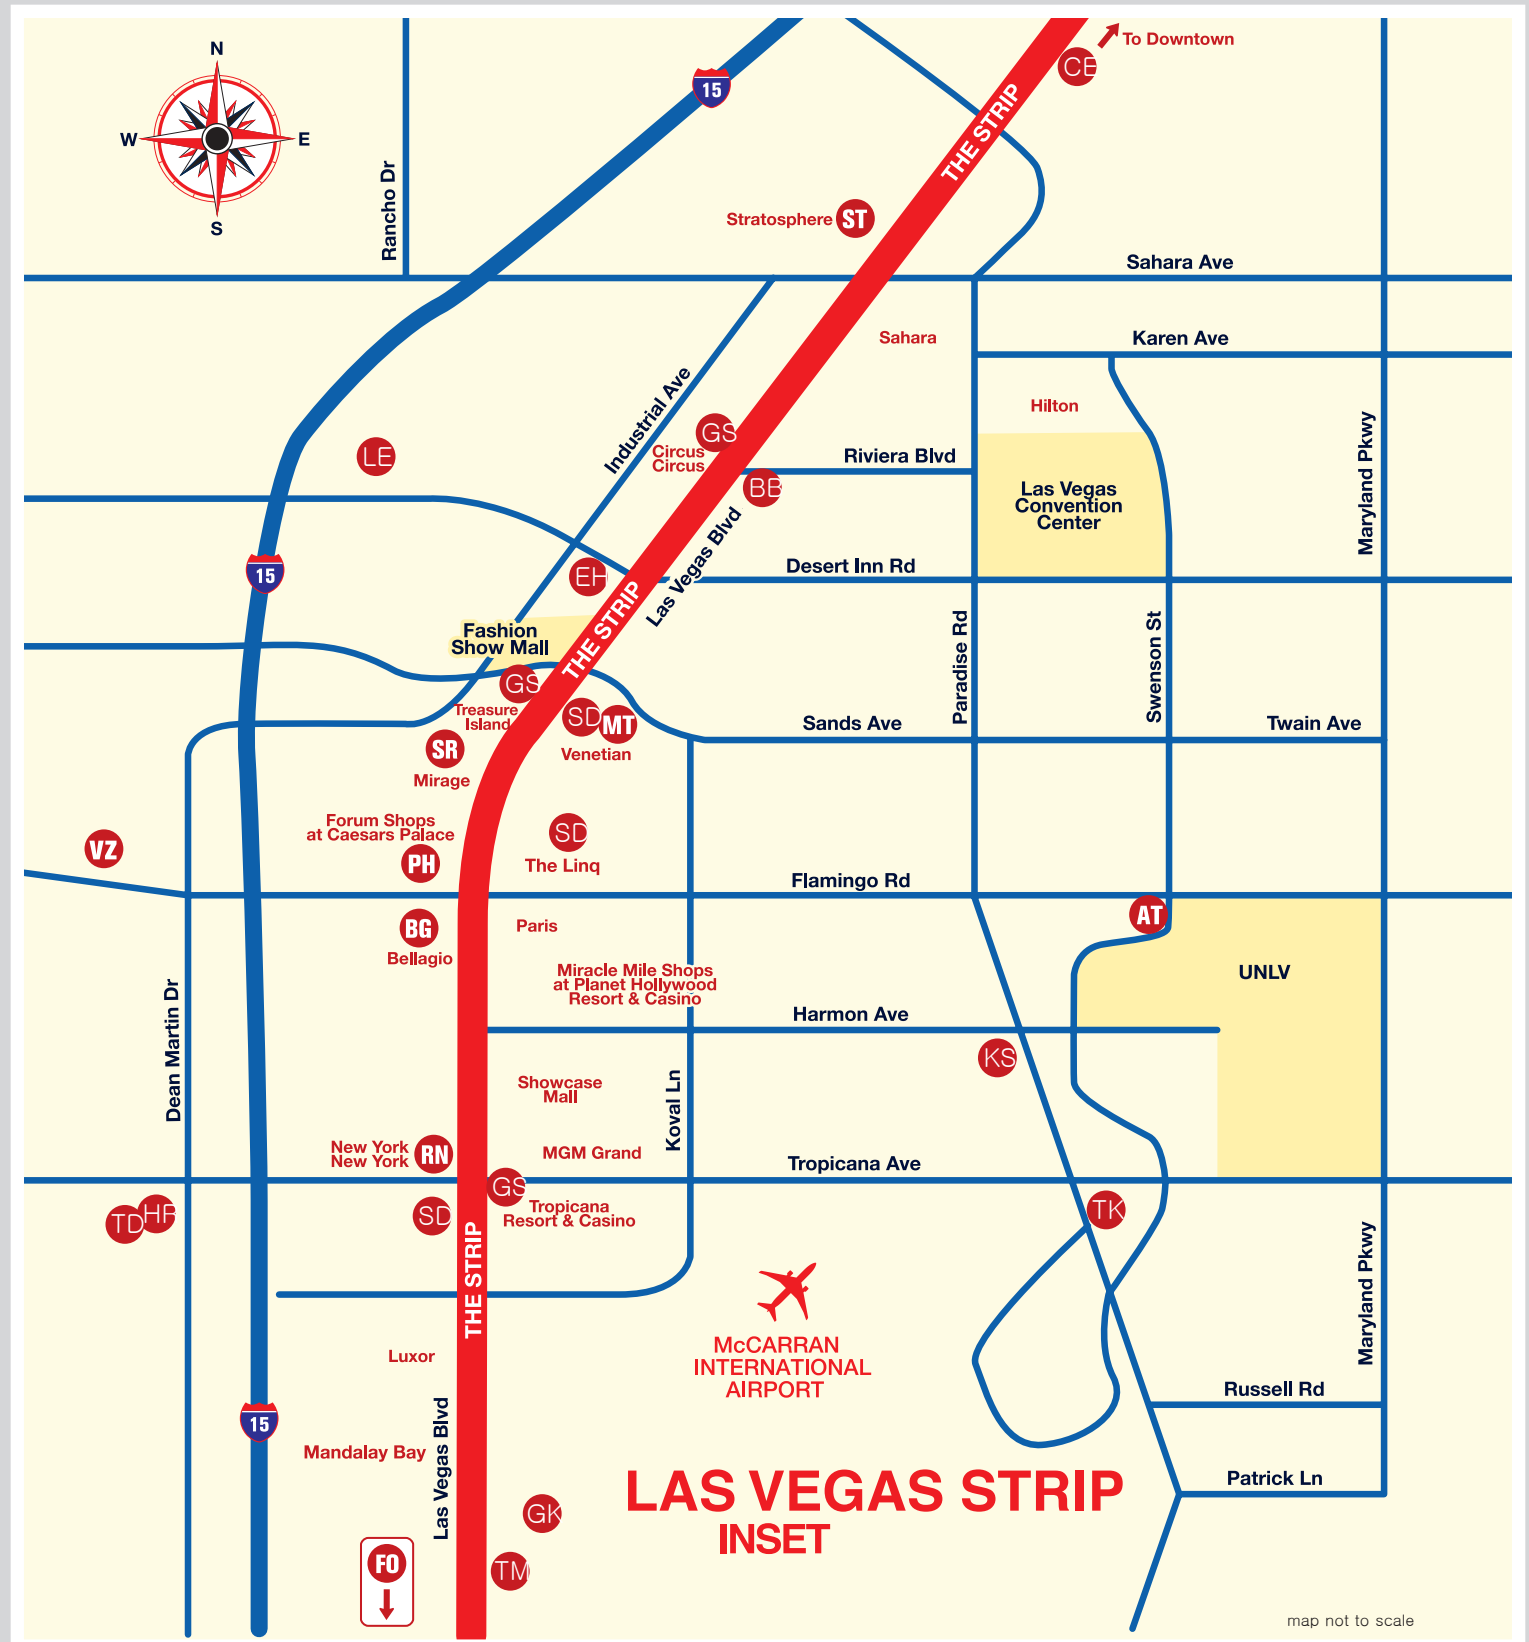 N
W
E
S
15
To Downtown
CE
THE STRIP
Rancho Dr
Stratosphere
ST
Sahara Ave
Sahara
Karen Ave
Industrial Ave
Hilton
GS
Circus
Circus
LE
Riviera Blvd
BB
Las Vegas
Convention
Center
Maryland Pkwy
Las Vegas Blvd
15
EH
Desert Inn Rd
THE STRIP
Fashion
Show Mall
Paradise Rd
Swenson St
GS
Treasure
Island
SD
MT
Venetian
Sands Ave
Twain Ave
SR
Mirage
Forum Shops
at Caesars Palace
PH
SD
The Linq
VZ
Flamingo Rd
BG
Bellagio
Paris
AT
UNLV
Miracle Mile Shops
at Planet Hollywood
Resort & Casino
Harmon Ave
Dean Martin Dr
KS
Showcase
Mall
Koval Ln
New York
New York
RN
MGM Grand
Tropicana Ave
GS
Tropicana
Resort & Casino
TD
HR
SD
TK
THE STRIP
McCARRAN
INTERNATIONAL
AIRPORT
Maryland Pkwy
Luxor
Russell Rd
15
Mandalay Bay
Las Vegas Blvd
Patrick Ln
LAS VEGAS STRIP
INSET
GK
FO
TM
map not to scale